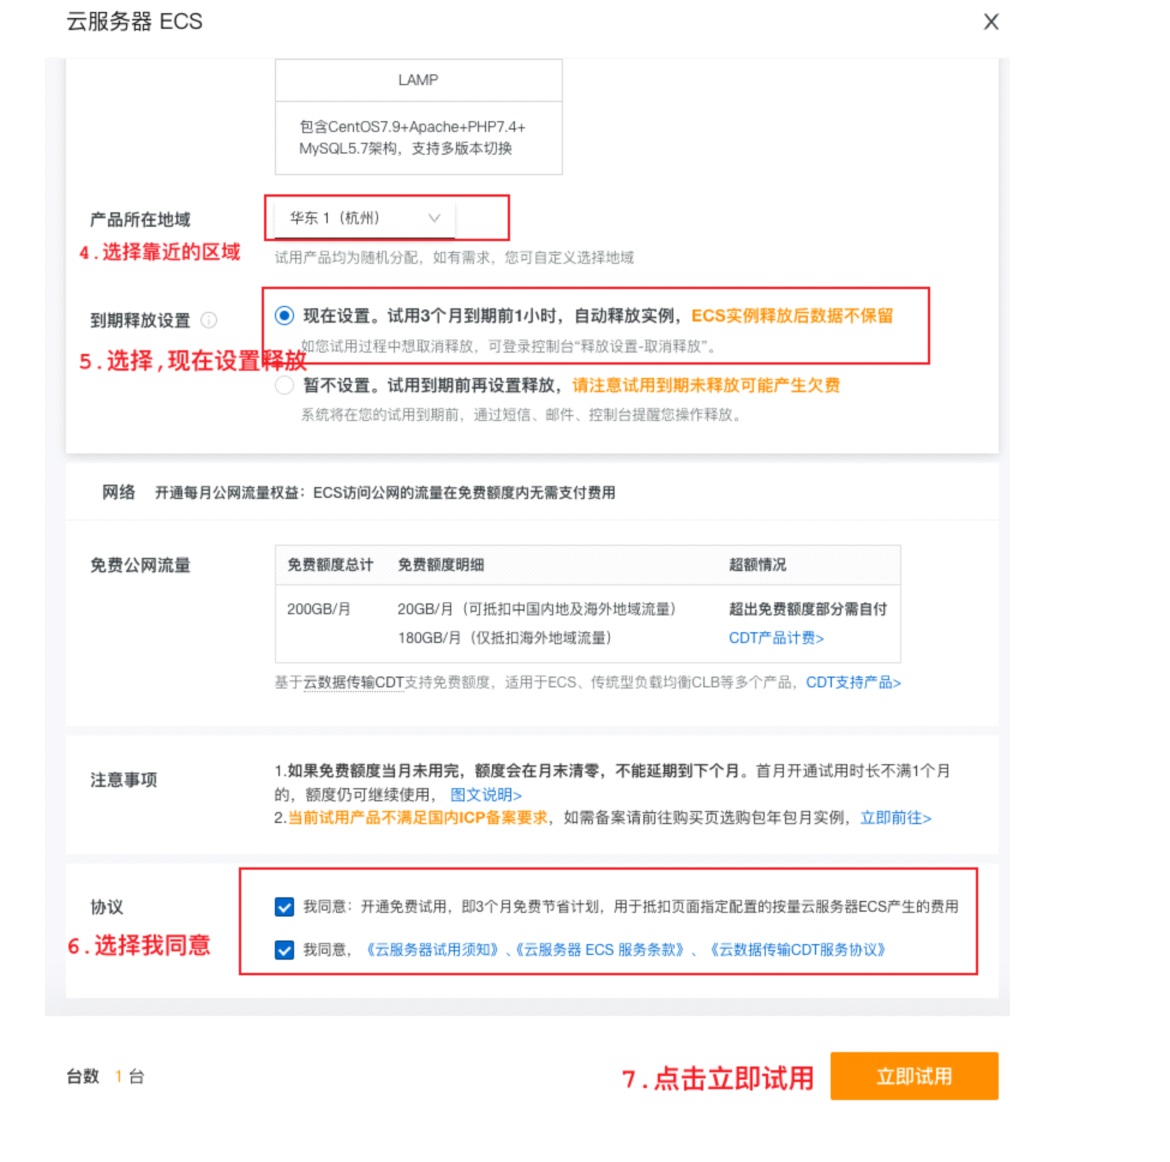 云服务器 ECS
LAMP
包含CentOS7.9+Apache+PHP7.4+
MySQL5.7架构，支持多版本切换
产品所在地域
华东 1（杭州）
4.选择靠近的区域
试用产品均为随机分配，如有需求，您可自定义选择地域
到期释放设置
现在设置。试用3个月到期前1小时，自动释放实例，ECS实例释放后数据不保留
如您试用过程中想取消释放，可登录控制台“释放设置-取消释放”。
5.选择,现在设置释放
暂不设置。试用到期前再设置释放，请注意试用到期未释放可能产生欠费
系统将在您的试用到期前，通过短信、邮件、控制台提醒您操作释放。
网络 开通每月公网流量权益：ECS访问公网的流量在免费额度内无需支付费用
免费公网流量
免费额度总计 免费额度明细 超额情况
200GB/月 20GB/月（可抵扣中国内地及海外地域流量） 超出免费额度部分需自付
180GB/月（仅抵扣海外地域流量） CDT产品计费>
基于云数据传输CDT支持免费额度，适用于ECS、传统型负载均衡CLB等多个产品，CDT支持产品>
注意事项
1.如果免费额度当月未用完，额度会在月末清零，不能延期到下个月。首月开通试用时长不满1个月
的，额度仍可继续使用， 图文说明>
2.当前试用产品不满足国内ICP备案要求，如需备案请前往购买页选购包年包月实例，立即前往>
协议
我同意：开通免费试用，即3个月免费节省计划，用于抵扣页面指定配置的按量云服务器ECS产生的费用
6.选择我同意
我同意，《云服务器试用须知》、《云服务器 ECS 服务条款》、《云数据传输CDT服务协议》
台数 1 台
7.点击立即试用
立即试用